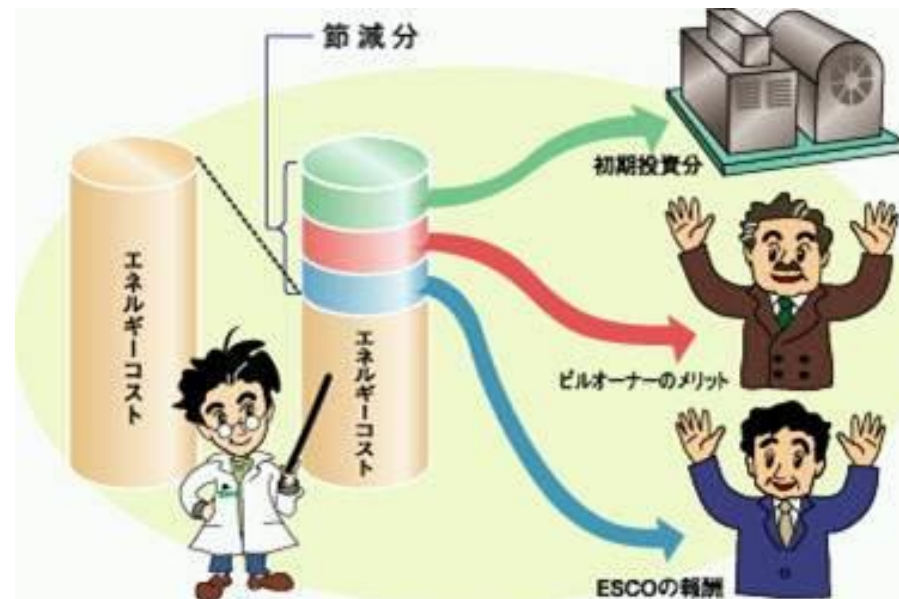 節減分
初期投資分
エネルギーコスト
エネルギーコスト
ビルオーナーのメリット
ESCOの報酬